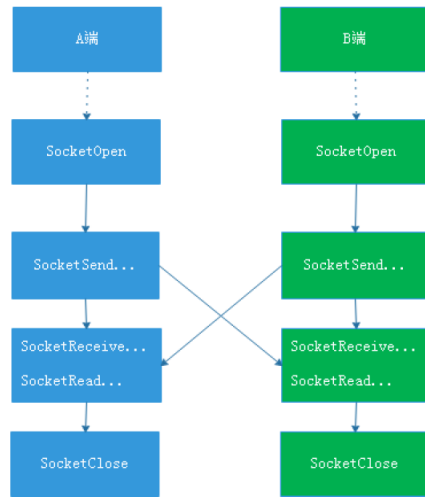 A端
B端
SocketOpen
SocketOpen
SocketSend...
SocketSend...
SocketReceive...
SocketRead...
SocketReceive...
SocketRead...
SocketClose
SocketClose